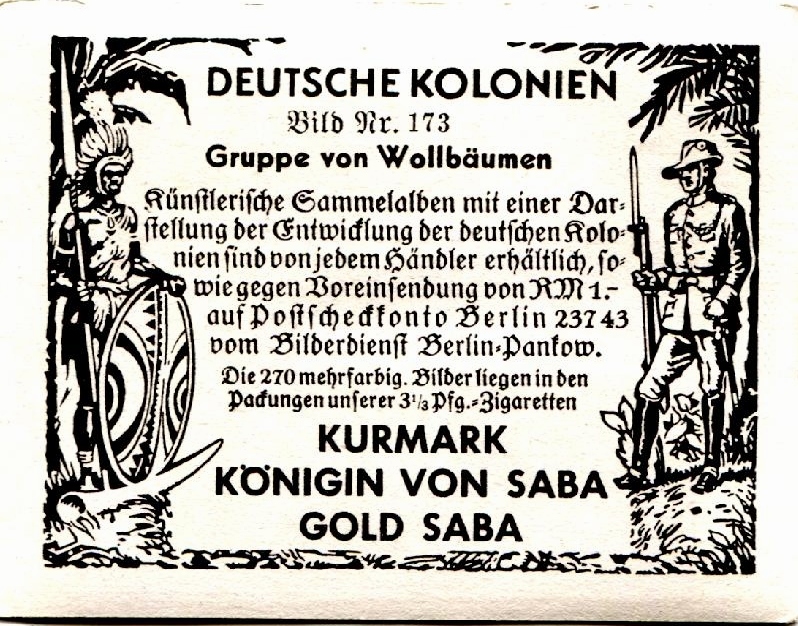 DEUTSCHE KOLONIEN
Bild Nr. 173
Gruppe von Wollbäumen
Künstlerische Sammelalben mit einer Dar-
stellung der Entwicklung der deutschen Kolo-
nien sind von jedem Händler erhältlich, so-
wie gegen Voreinsendung von RM 1.-
auf Postscheckkonto Berlin 23743
vom Bilderdienst Berlin-Pankow.
Die 270 mehrfarbig. Bilder liegen in den
Packungen unserer 3⅓ Pfg.-Zigaretten
KURMARK
KÖNIGIN VON SABA
GOLD SABA